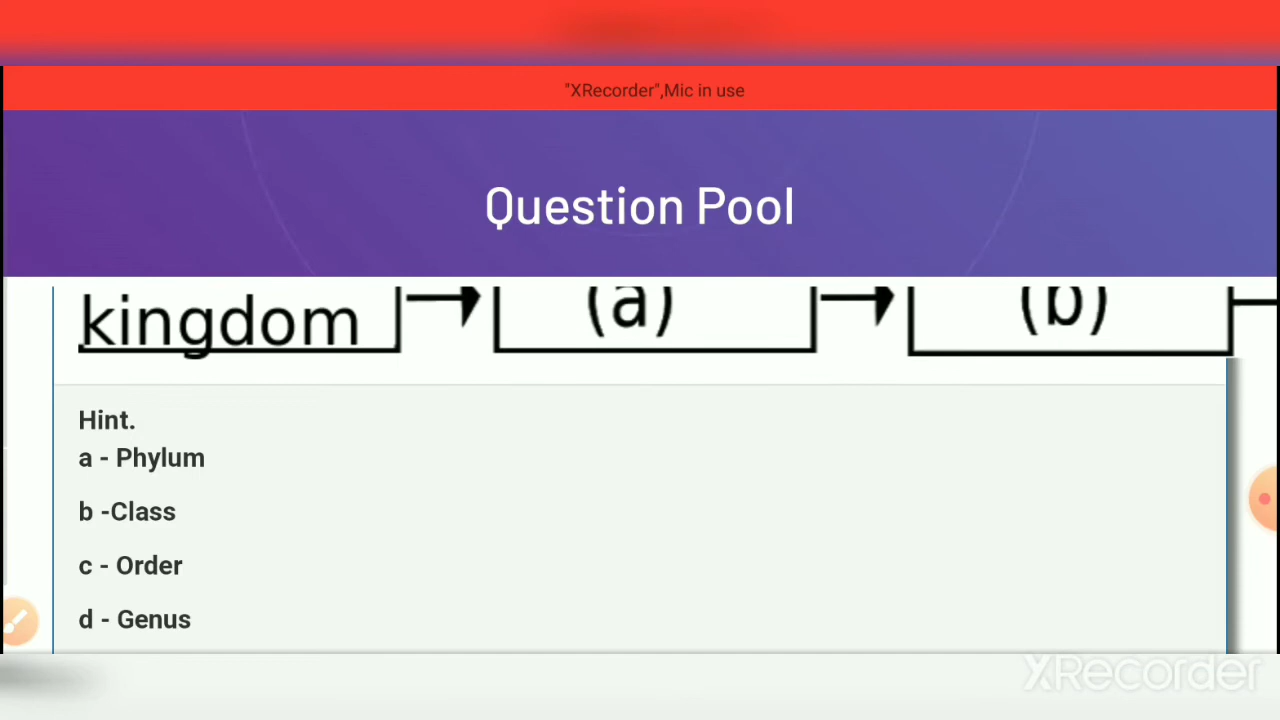 "XRecorder",Mic in use
Question Pool
kingdom (a) (b)
Hint.
a - Phylum
b -Class
c - Order
d - Genus
XRecorder